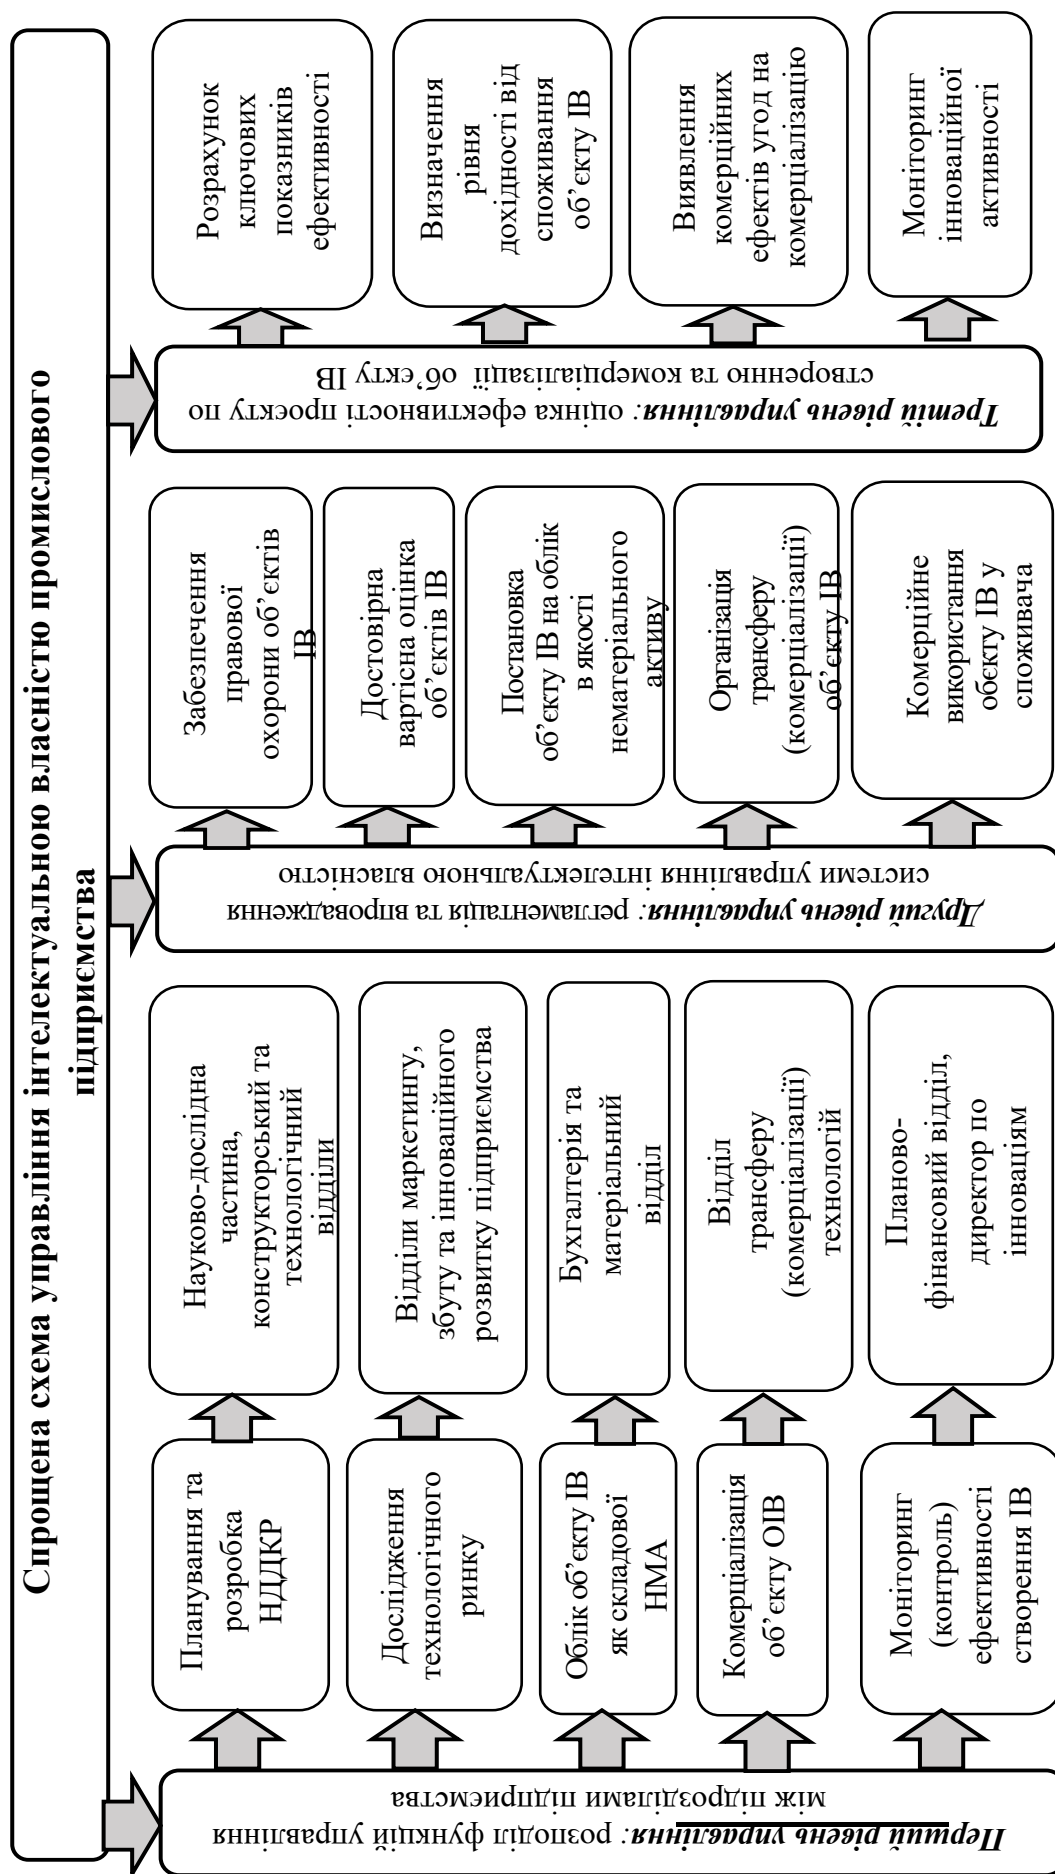 Спрощена схема управління інтелектуальною власністю промислового
підприємства
Перший рівень управління: розподіл функцій управління
між підрозділами підприємства
Планування та
розробка
НДДКР
Дослідження
технологічного
ринку
Облік об’єкту ІВ
як складової
НМА
Комерціалізація
об’єкту ОІВ
Моніторинг
(контроль)
ефективності
створення ІВ
Науково-дослідна
частина,
конструкторський та
технологічний
відділи
Відділи маркетингу,
збуту та інноваційного
розвитку підприємства
Бухгалтерія та
матеріальний
відділ
Відділ
трансферу
(комерціалізації)
технологій
Планово-
фінансовий відділ,
директор по
інноваціям
Другий рівень управління: регламентація та впровадження
системи управління інтелектуальною власністю
Забезпечення
правової
охорони об’єктів
ІВ
Достовірна
вартісна оцінка
об’єктів ІВ
Постановка
об’єкту ІВ на облік
в якості
нематеріального
активу
Організація
трансферу
(комерціалізації)
об’єкту ІВ
Комерційне
використання
обєкту ІВ у
споживача
Третій рівень управління: оцінка ефективності проєкту по
створенню та комерціалізації об’єкту ІВ
Розрахунок
ключових
показників
ефективності
Визначення
рівня
дохідності від
споживання
об’єкту ІВ
Виявлення
комерційних
ефектів угод на
комерціалізацію
Моніторинг
інноваційної
активності